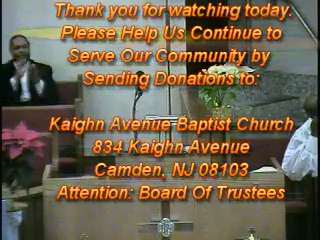 Thank you for watching today.
Please Help Us Continue to
Serve Our Community by
Sending Donations to:
Kaighn Avenue Baptist Church
834 Kaighn Avenue
Camden, NJ 08103
Attention: Board Of Trustees